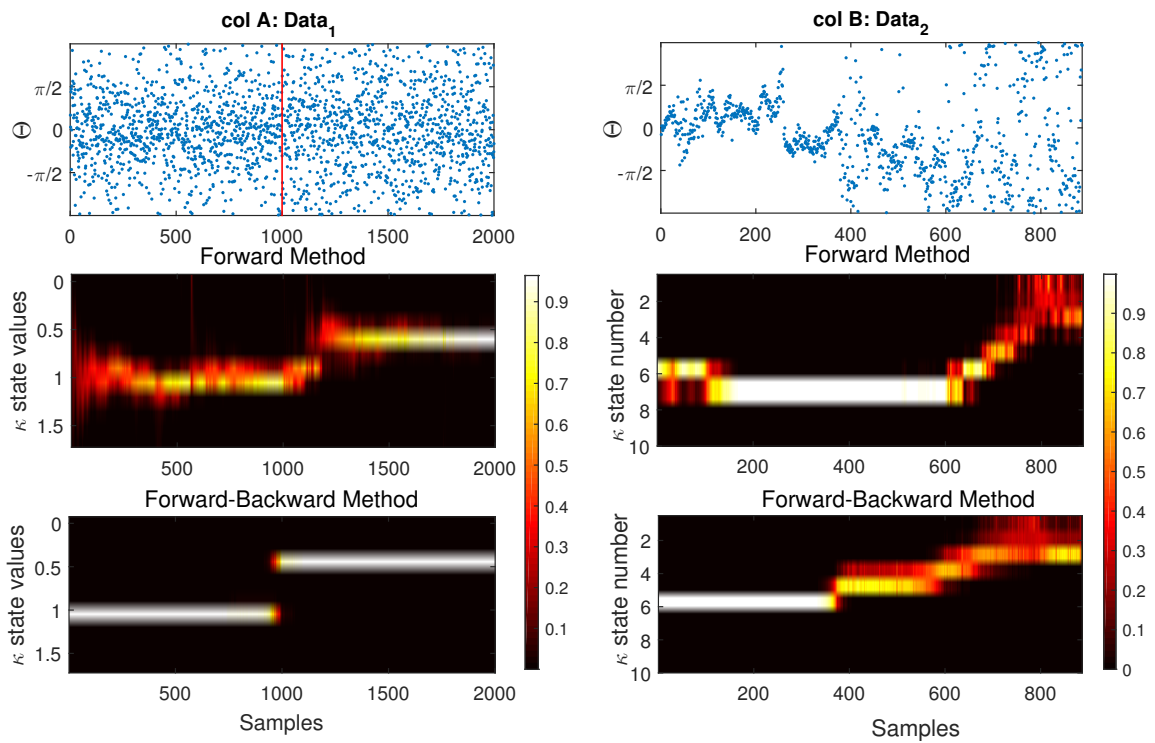 col A: Data₁
π/2
0
-π/2
Θ
0 500 1000 1500 2000
Forward Method
0
0.5
1
1.5
κ state values
500 1000 1500 2000
0.9
0.8
0.7
0.6
0.5
0.4
0.3
0.2
0.1
Forward-Backward Method
0
0.5
1
1.5
κ state values
500 1000 1500 2000
Samples
col B: Data₂
π/2
0
-π/2
Θ
0 200 400 600 800
Forward Method
2
4
6
8
10
κ state number
200 400 600 800
0.9
0.8
0.7
0.6
0.5
0.4
0.3
0.2
0.1
0
Forward-Backward Method
2
4
6
8
10
κ state number
200 400 600 800
Samples